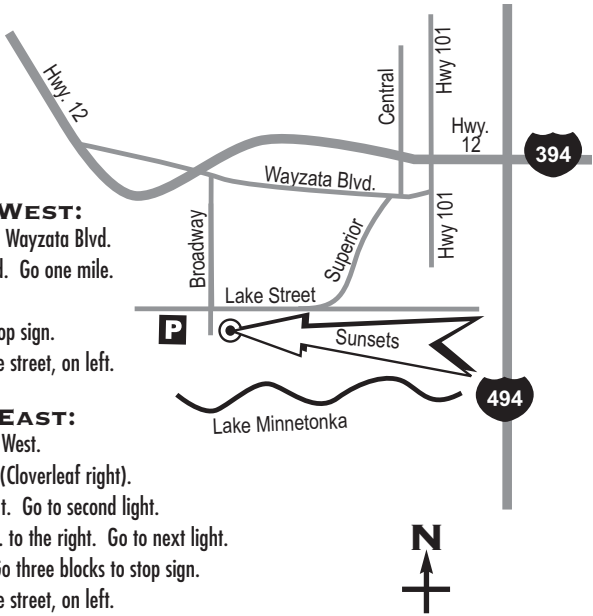 Hwy. 12
Central
Hwy 101
Hwy.
12
394
Wayzata Blvd.
Hwy 101
Broadway
Superior
Lake Street
P
Sunsets
494
Lake Minnetonka
N
WEST:
Wayzata Blvd.
Go one mile.
op sign.
e street, on left.
EAST:
West.
(Cloverleaf right).
t. Go to second light.
. to the right. Go to next light.
o three blocks to stop sign.
e street, on left.